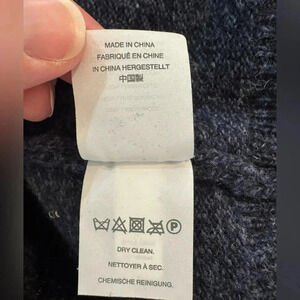 MADE IN CHINA
FABRIQUÉ EN CHINE
IN CHINA HERGESTELLT
中国製
P
DRY CLEAN.
NETTOYER À SEC.
CHEMISCHE REINIGUNG.